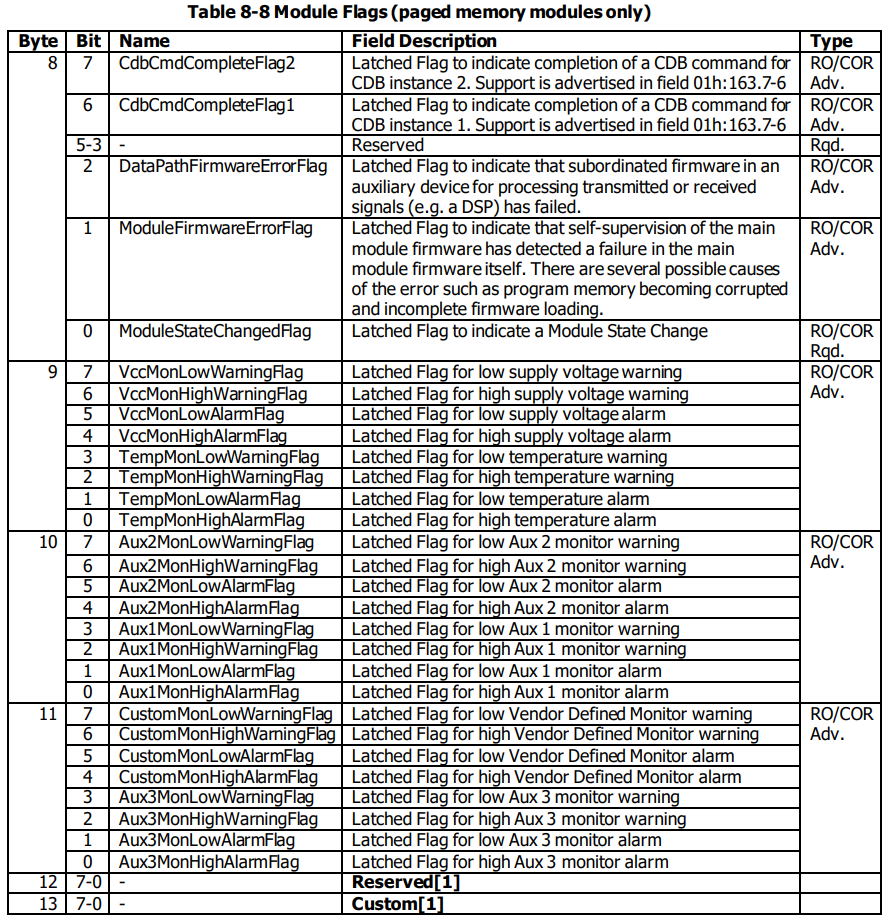 Table 8-8 Module Flags (paged memory modules only)
Byte Bit Name Field Description Type
8 7 CdbCmdCompleteFlag2 Latched Flag to indicate completion of a CDB command for RO/COR
CDB instance 2. Support is advertised in field 01h:163.7-6 Adv.
6 CdbCmdCompleteFlag1 Latched Flag to indicate completion of a CDB command for RO/COR
CDB instance 1. Support is advertised in field 01h:163.7-6 Adv.
5-3 - Reserved Rqd.
2 DataPathFirmwareErrorFlag Latched Flag to indicate that subordinated firmware in an RO/COR
auxiliary device for processing transmitted or received Adv.
signals (e.g. a DSP) has failed.
1 ModuleFirmwareErrorFlag Latched Flag to indicate that self-supervision of the main RO/COR
module firmware has detected a failure in the main Adv.
module firmware itself. There are several possible causes
of the error such as program memory becoming corrupted
and incomplete firmware loading.
0 ModuleStateChangedFlag Latched Flag to indicate a Module State Change RO/COR
Rqd.
9 7 VccMonLowWarningFlag Latched Flag for low supply voltage warning RO/COR
6 VccMonHighWarningFlag Latched Flag for high supply voltage warning Adv.
5 VccMonLowAlarmFlag Latched Flag for low supply voltage alarm
4 VccMonHighAlarmFlag Latched Flag for high supply voltage alarm
3 TempMonLowWarningFlag Latched Flag for low temperature warning
2 TempMonHighWarningFlag Latched Flag for high temperature warning
1 TempMonLowAlarmFlag Latched Flag for low temperature alarm
0 TempMonHighAlarmFlag Latched Flag for high temperature alarm
10 7 Aux2MonLowWarningFlag Latched Flag for low Aux 2 monitor warning RO/COR
6 Aux2MonHighWarningFlag Latched Flag for high Aux 2 monitor warning Adv.
5 Aux2MonLowAlarmFlag Latched Flag for low Aux 2 monitor alarm
4 Aux2MonHighAlarmFlag Latched Flag for high Aux 2 monitor alarm
3 Aux1MonLowWarningFlag Latched Flag for low Aux 1 monitor warning
2 Aux1MonHighWarningFlag Latched Flag for high Aux 1 monitor warning
1 Aux1MonLowAlarmFlag Latched Flag for low Aux 1 monitor alarm
0 Aux1MonHighAlarmFlag Latched Flag for high Aux 1 monitor alarm
11 7 CustomMonLowWarningFlag Latched Flag for low Vendor Defined Monitor warning RO/COR
6 CustomMonHighWarningFlag Latched Flag for high Vendor Defined Monitor warning Adv.
5 CustomMonLowAlarmFlag Latched Flag for low Vendor Defined Monitor alarm
4 CustomMonHighAlarmFlag Latched Flag for high Vendor Defined Monitor alarm
3 Aux3MonLowWarningFlag Latched Flag for low Aux 3 monitor warning
2 Aux3MonHighWarningFlag Latched Flag for high Aux 3 monitor warning
1 Aux3MonLowAlarmFlag Latched Flag for low Aux 3 monitor alarm
0 Aux3MonHighAlarmFlag Latched Flag for high Aux 3 monitor alarm
12 7-0 - Reserved[1]
13 7-0 - Custom[1]